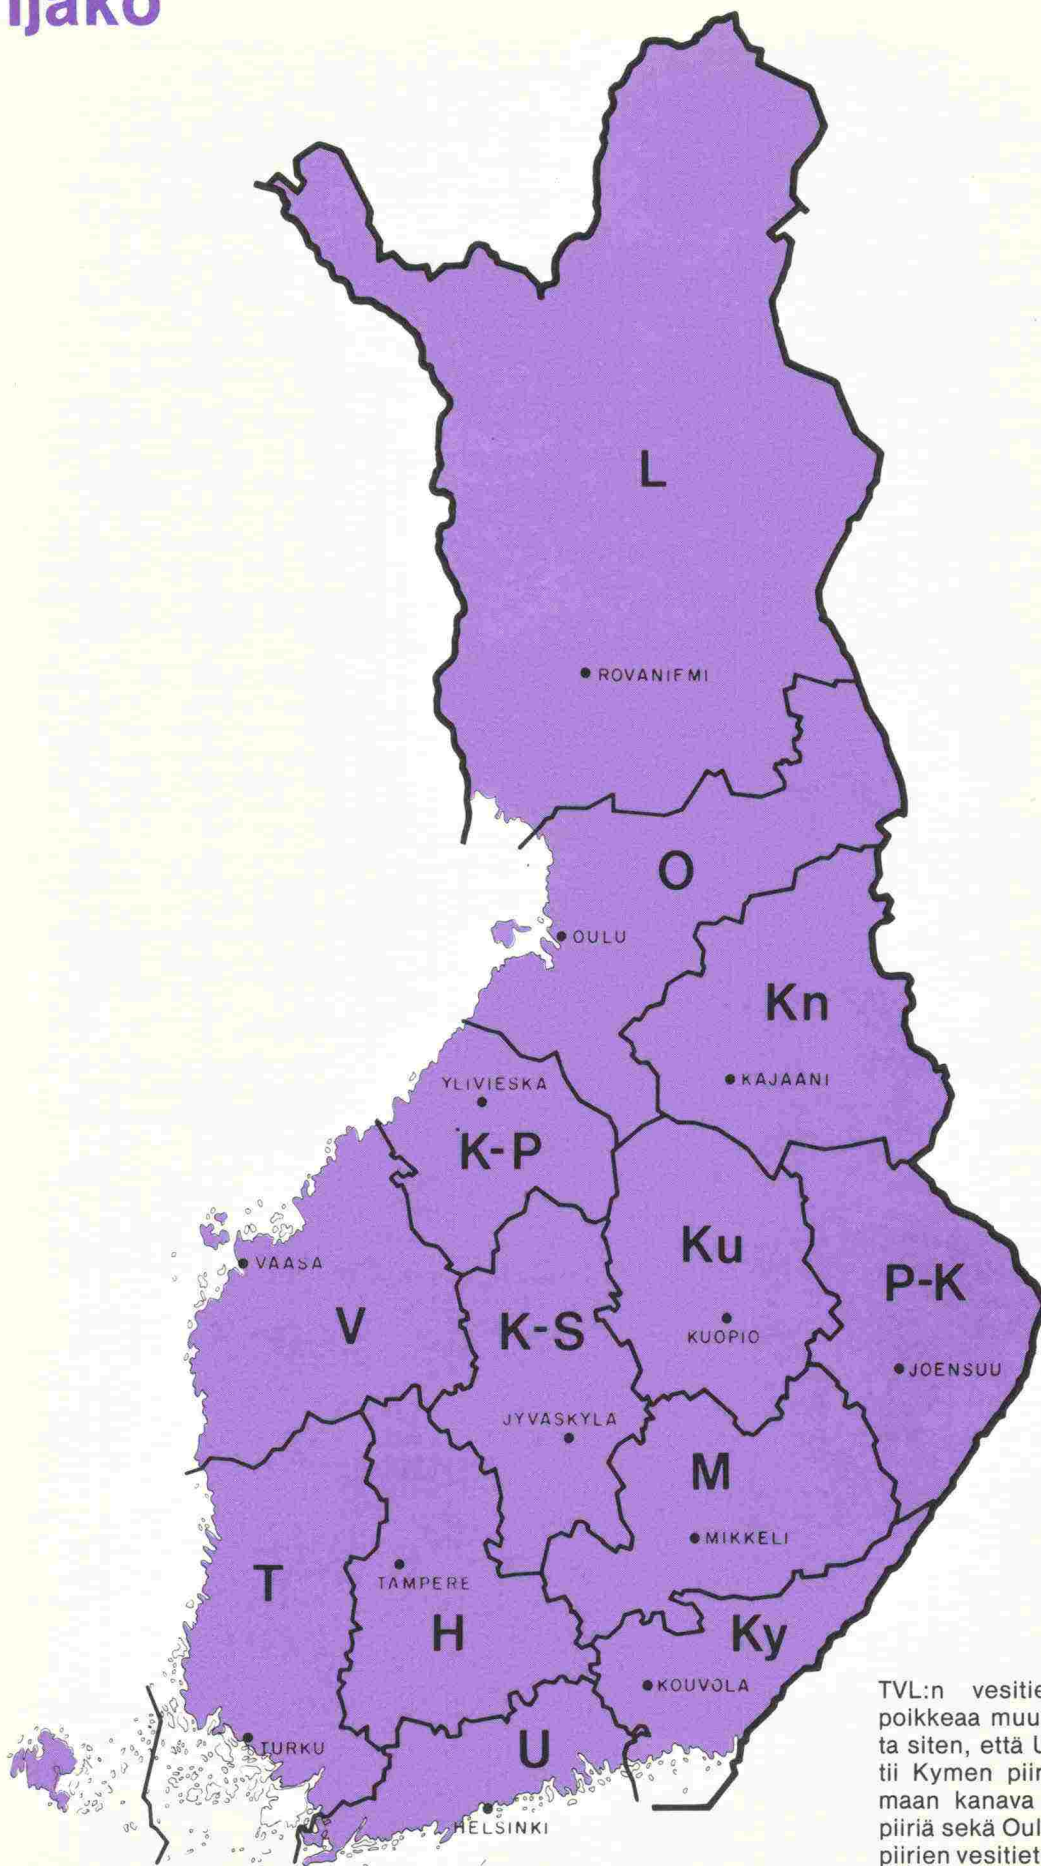 ijako
L
ROVANIEMI
O
OULU
Kn
KAJAANI
YLIVIESKA
K-P
Ku
KUOPIO
P-K
JOENSUU
VAASA
V
K-S
JYVASKYLA
M
MIKKELI
T
TAMPERE
H
Ky
KOUVOLA
TURKU
U
HELSINKI
TVL:n vesitie
poikkeaa muu
ta siten, että U
tii Kymen piir
maan kanava
piiriä sekä Oul
piirien vesitiet